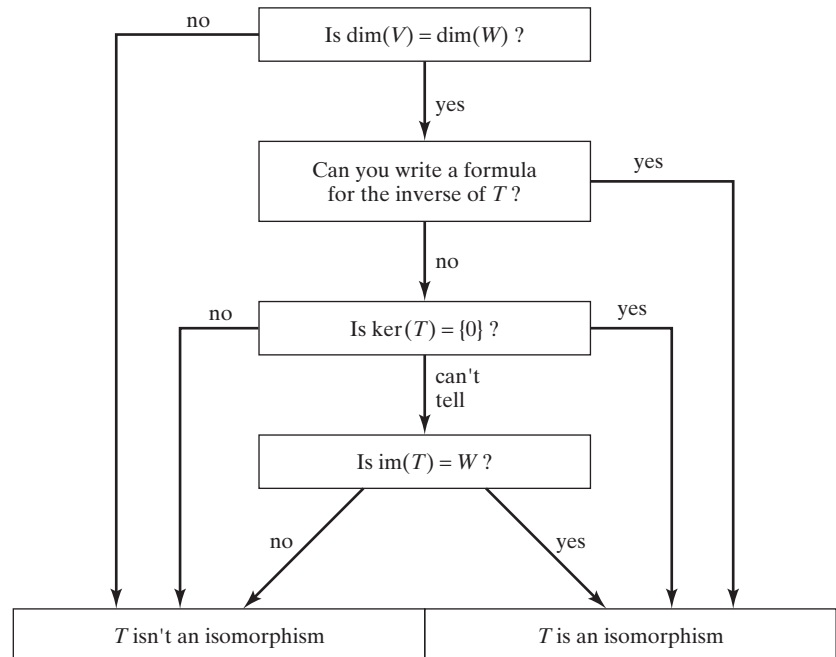 no
Is dim(V) = dim(W) ?
yes
Can you write a formula
for the inverse of T ?
yes
no
no
Is ker(T) = {0} ?
yes
can't
tell
Is im(T) = W ?
no
yes
T isn't an isomorphism
T is an isomorphism